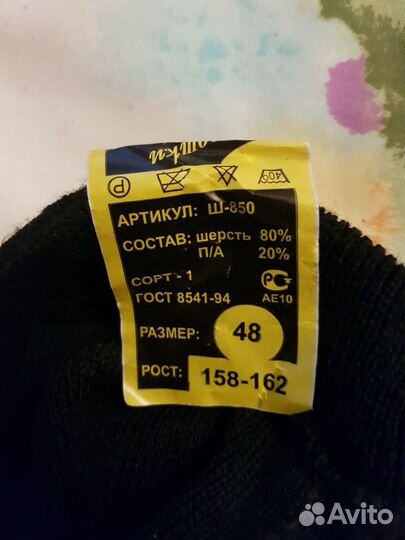 P 40°
АРТИКУЛ: Ш-850
СОСТАВ: шерсть 80%
П/А 20%
СОРТ - 1
ГОСТ 8541-94 АЕ10
РАЗМЕР: 48
РОСТ: 158-162
Avito